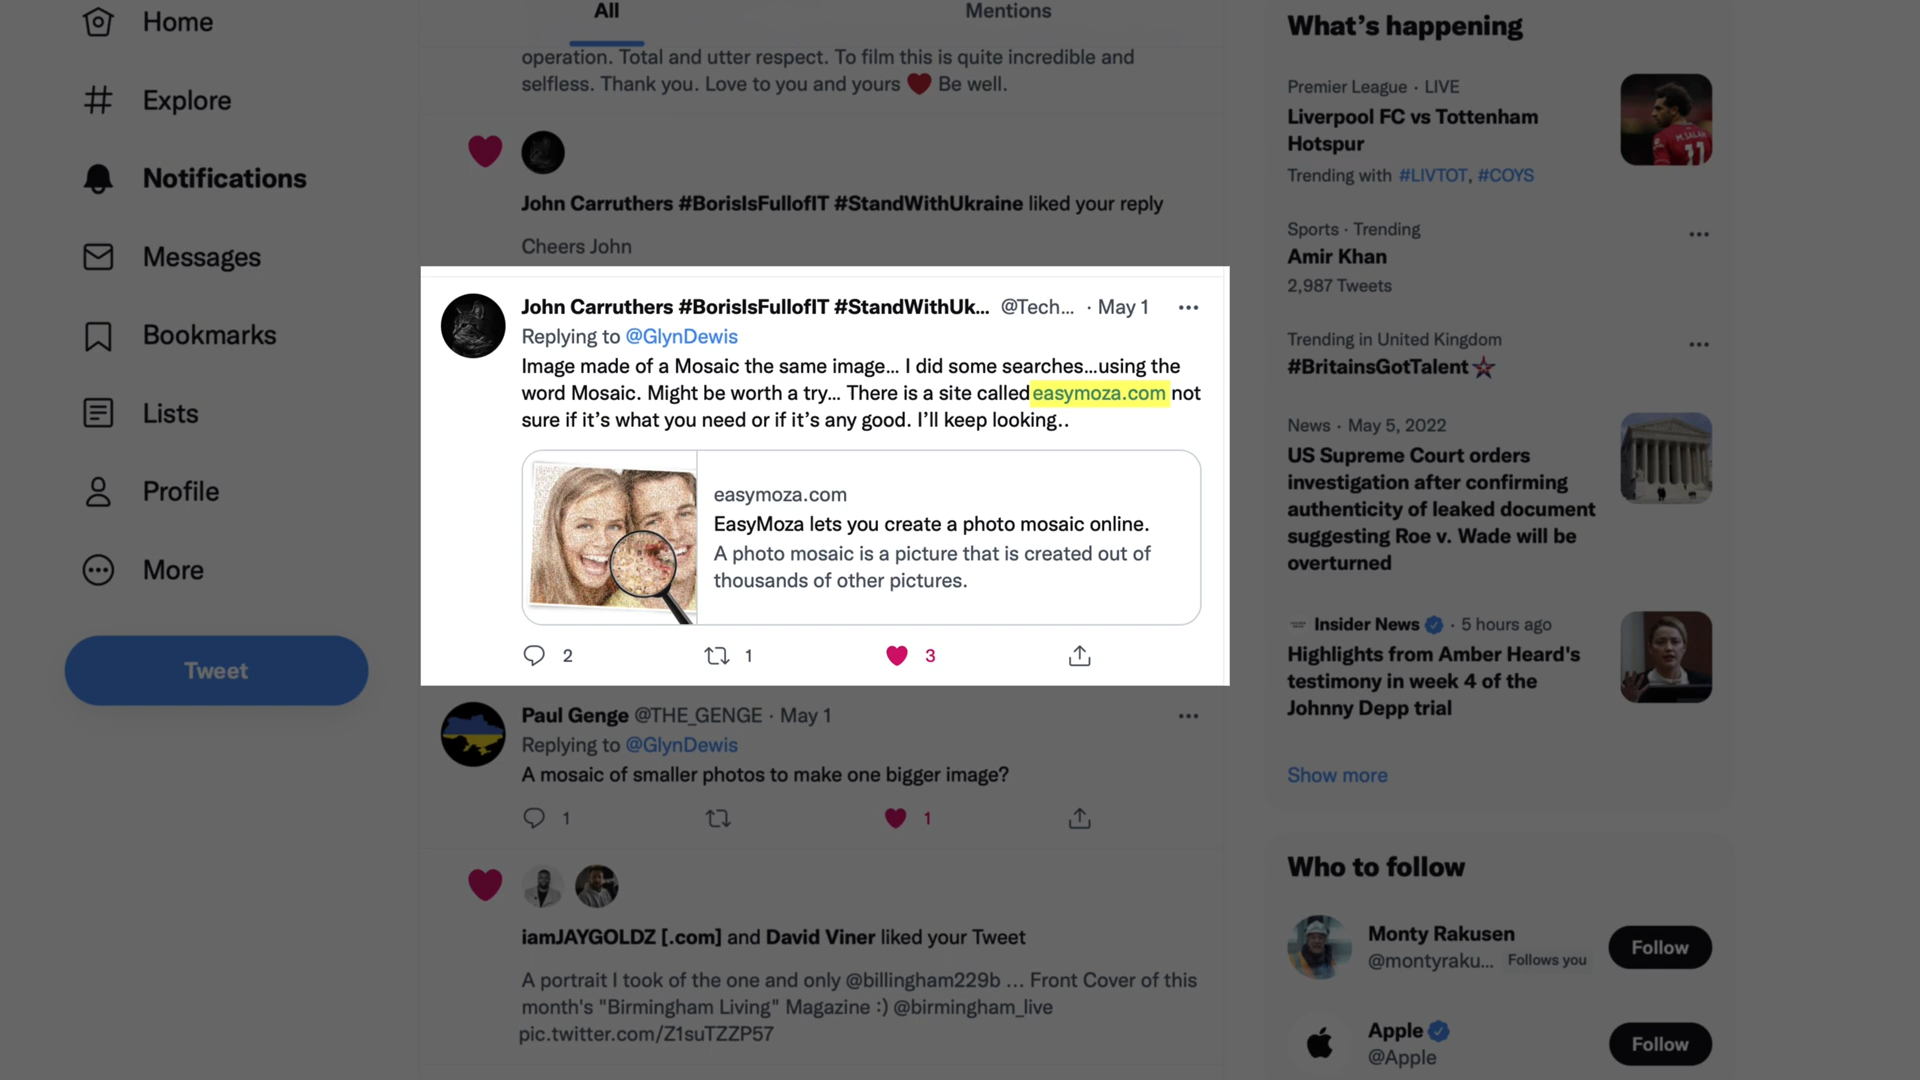 Home
Explore
Notifications
Messages
Bookmarks
Lists
Profile
More
Tweet
All
Mentions
operation. Total and utter respect. To film this is quite incredible and
selfless. Thank you. Love to you and yours ❤️ Be well.
John Carruthers #BorisIsFullofIT #StandWithUkraine liked your reply
Cheers John
John Carruthers #BorisIsFullofIT #StandWithUk... @Tech... · May 1
Replying to @GlynDewis
Image made of a Mosaic the same image... I did some searches...using the
word Mosaic. Might be worth a try... There is a site called easymoza.com not
sure if it’s what you need or if it’s any good. I’ll keep looking..
easymoza.com
EasyMoza lets you create a photo mosaic online.
A photo mosaic is a picture that is created out of
thousands of other pictures.
2 1 3
Paul Genge @THE_GENGE · May 1
Replying to @GlynDewis
A mosaic of smaller photos to make one bigger image?
1 1
iamJAYGOLDZ [.com] and David Viner liked your Tweet
A portrait I took of the one and only @billingham229b ... Front Cover of this
month's "Birmingham Living" Magazine :) @birmingham_live
pic.twitter.com/Z1suTZZP57
What’s happening
Premier League · LIVE
Liverpool FC vs Tottenham
Hotspur
Trending with #LIVTOT, #COYS
M.SALAH
11
Sports · Trending
Amir Khan
2,987 Tweets
Trending in United Kingdom
#BritainsGotTalent
News · May 5, 2022
US Supreme Court orders
investigation after confirming
authenticity of leaked document
suggesting Roe v. Wade will be
overturned
Insider News · 5 hours ago
Highlights from Amber Heard's
testimony in week 4 of the
Johnny Depp trial
Show more
Who to follow
Monty Rakusen
@montyraku... Follows you
Follow
Apple
@Apple
Follow